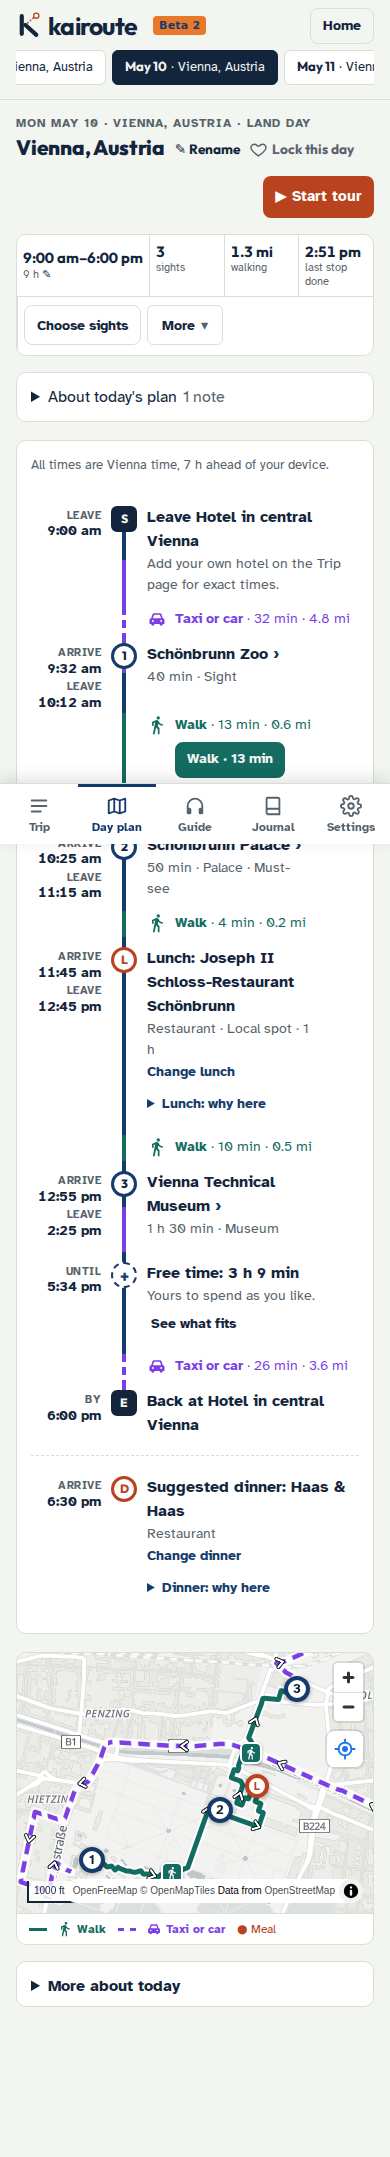 kairoute Beta 2 Home
ienna, Austria May 10 · Vienna, Austria May 11 · Vien
MON MAY 10 · VIENNA, AUSTRIA · LAND DAY
Vienna, Austria ✎ Rename Lock this day
▶ Start tour
9:00 am–6:00 pm
9 h ✎
3
sights
1.3 mi
walking
2:51 pm
last stop
done
Choose sights More ▾
▶ About today's plan 1 note
All times are Vienna time, 7 h ahead of your device.
LEAVE
9:00 am
S
Leave Hotel in central
Vienna
Add your own hotel on the Trip
page for exact times.
Taxi or car · 32 min · 4.8 mi
ARRIVE
9:32 am
LEAVE
10:12 am
1
Schönbrunn Zoo ›
40 min · Sight
Walk · 13 min · 0.6 mi
Walk · 13 min
Trip Day plan Guide Journal Settings
ARRIVE
10:25 am
LEAVE
11:15 am
2
Schönbrunn Palace ›
50 min · Palace · Must-
see
Walk · 4 min · 0.2 mi
ARRIVE
11:45 am
LEAVE
12:45 pm
L
Lunch: Joseph II
Schloss-Restaurant
Schönbrunn
Restaurant · Local spot · 1
h
Change lunch
▶ Lunch: why here
Walk · 10 min · 0.5 mi
ARRIVE
12:55 pm
LEAVE
2:25 pm
3
Vienna Technical
Museum ›
1 h 30 min · Museum
UNTIL
5:34 pm
+
Free time: 3 h 9 min
Yours to spend as you like.
See what fits
Taxi or car · 26 min · 3.6 mi
BY
6:00 pm
E
Back at Hotel in central
Vienna
ARRIVE
6:30 pm
D
Suggested dinner: Haas &
Haas
Restaurant
Change dinner
▶ Dinner: why here
PENZING
B1
HIETZIN
straße
B224
3
L
2
1
+
−
1000 ft OpenFreeMap © OpenMapTiles Data from OpenStreetMap
Walk Taxi or car Meal
▶ More about today